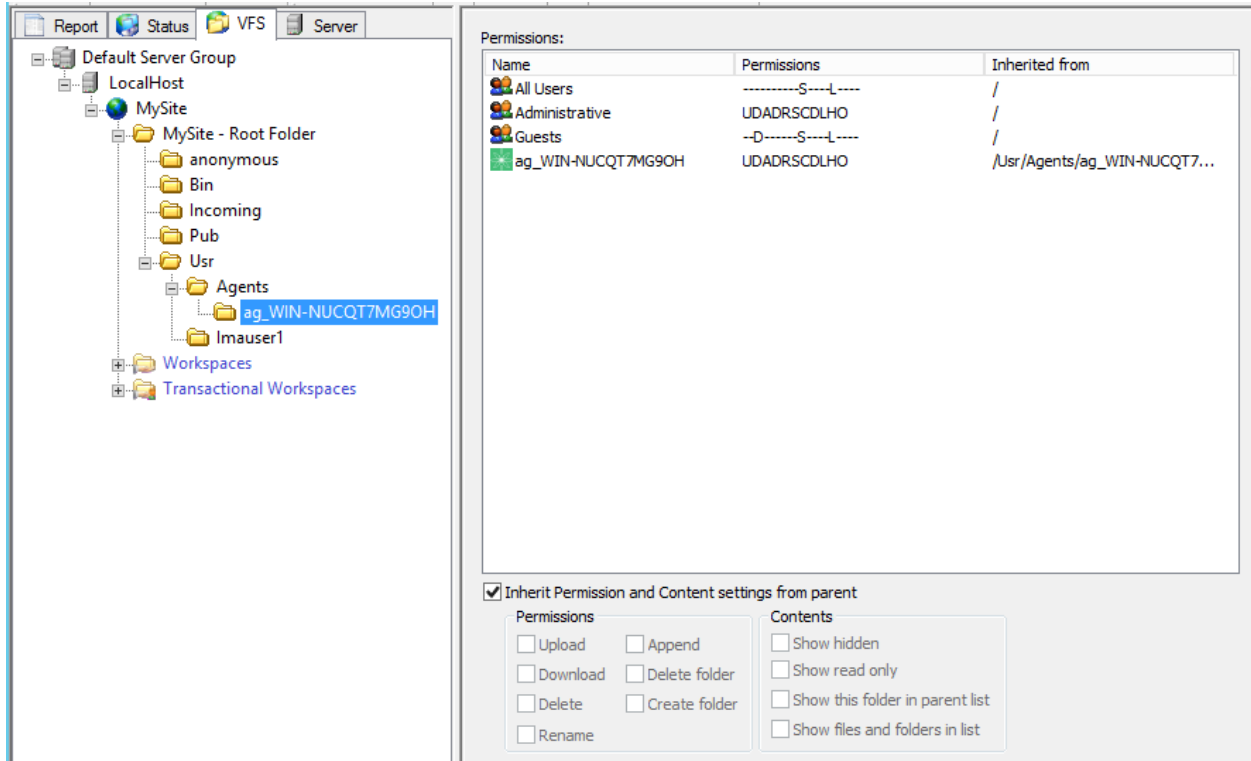 Report Status VFS Server
Default Server Group
LocalHost
MySite
MySite - Root Folder
anonymous
Bin
Incoming
Pub
Usr
Agents
ag_WIN-NUCQT7MG9OH
lmauser1
Workspaces
Transactional Workspaces
Permissions:
Name Permissions Inherited from
All Users ----------S----L---- /
Administrative UDADRSCDLHO /
Guests --D------S----L---- /
ag_WIN-NUCQT7MG9OH UDADRSCDLHO /Usr/Agents/ag_WIN-NUCQT7...
Inherit Permission and Content settings from parent
Permissions
Upload Append
Download Delete folder
Delete Create folder
Rename
Contents
Show hidden
Show read only
Show this folder in parent list
Show files and folders in list